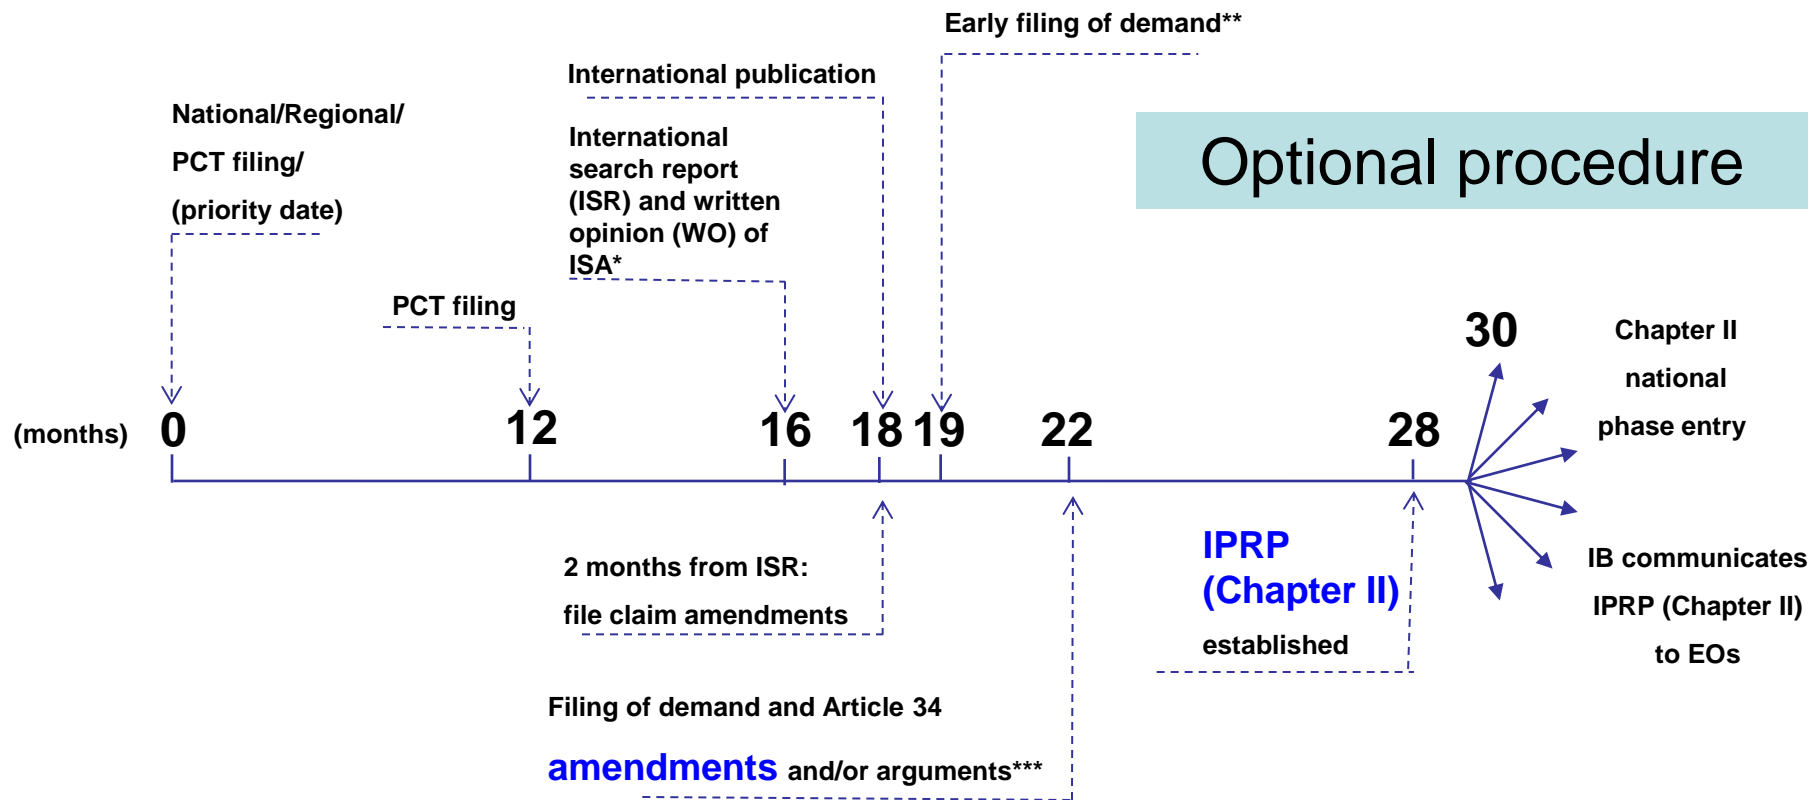 Early filing of demand**
International publication
National/Regional/
PCT filing/
(priority date)
International
search report
(ISR) and written
opinion (WO) of
ISA*
Optional procedure
PCT filing
30
Chapter II
national
phase entry
(months) 0 12 16 18 19 22 28
2 months from ISR:
file claim amendments
IPRP
(Chapter II)
established
IB communicates
IPRP (Chapter II)
to EOs
Filing of demand and Article 34
amendments and/or arguments***